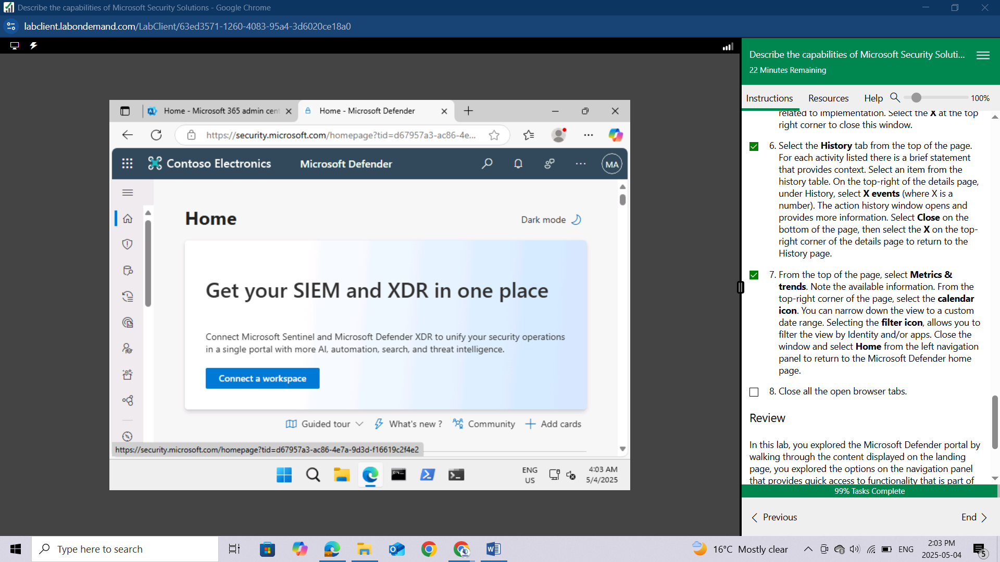 Describe the capabilities of Microsoft Security Solutions - Google Chrome
labclient.labondemand.com/LabClient/63ed3571-1260-4083-95a4-3d6020ce18a0
Home - Microsoft 365 admin cent
Home - Microsoft Defender
https://security.microsoft.com/homepage?tid=d67957a3-ac86-4e...
Contoso Electronics
Microsoft Defender
MA
Home
Dark mode
Get your SIEM and XDR in one place
Connect Microsoft Sentinel and Microsoft Defender XDR to unify your security operations
in a single portal with more AI, automation, search, and threat intelligence.
Connect a workspace
Guided tour
What's new ?
Community
Add cards
https://security.microsoft.com/homepage?tid=d67957a3-ac86-4e7a-9d3d-f16619c2f4e2
ENG
US
4:03 AM
5/4/2025
Describe the capabilities of Microsoft Security Soluti...
22 Minutes Remaining
Instructions
Resources
Help
100%
related to implementation. Select the X at the top
right corner to close this window.
6. Select the History tab from the top of the page.
For each activity listed there is a brief statement
that provides context. Select an item from the
history table. On the top-right of the details page,
under History, select X events (where X is a
number). The action history window opens and
provides more information. Select Close on the
bottom of the page, then select the X on the top-
right corner of the details page to return to the
History page.
7. From the top of the page, select Metrics &
trends. Note the available information. From the
top-right corner of the page, select the calendar
icon. You can narrow down the view to a custom
date range. Selecting the filter icon, allows you to
filter the view by Identity and/or apps. Close the
window and select Home from the left navigation
panel to return to the Microsoft Defender home
page.
8. Close all the open browser tabs.
Review
In this lab, you explored the Microsoft Defender portal by
walking through the content displayed on the landing
page, you explored the options on the navigation panel
that provides quick access to functionality that is part of
99% Tasks Complete
Previous
End
Type here to search
16°C Mostly clear
ENG
2:03 PM
2025-05-04
5